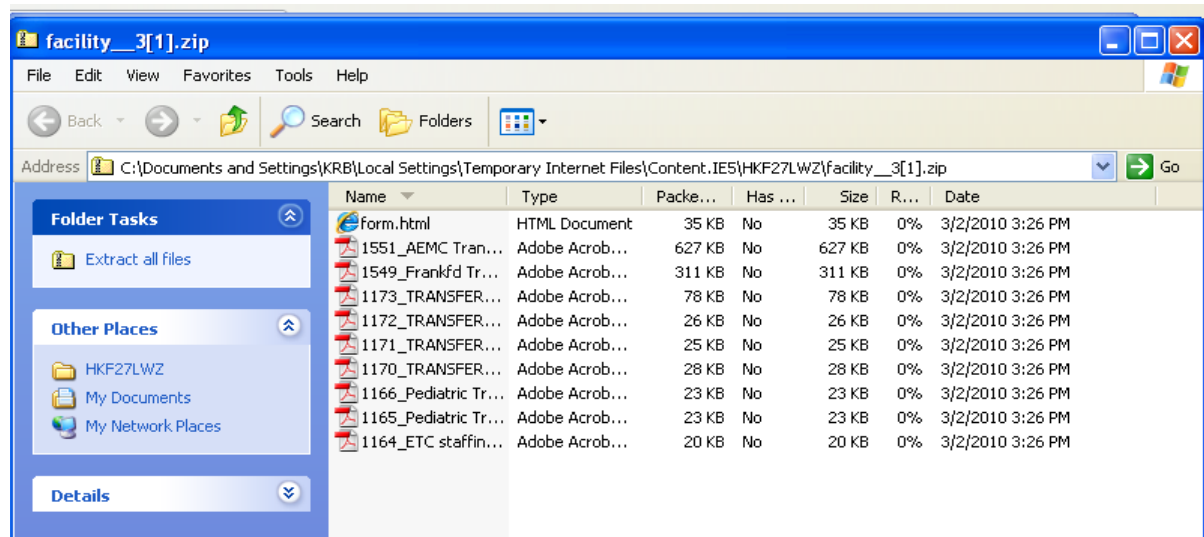 facility__3[1].zip
File Edit View Favorites Tools Help
Back Search Folders
Address C:\Documents and Settings\KRB\Local Settings\Temporary Internet Files\Content.IE5\HKF27LWZ\facility__3[1].zip Go
Folder Tasks
Extract all files
Other Places
HKF27LWZ
My Documents
My Network Places
Details
Name Type Packe... Has ... Size R... Date
form.html HTML Document 35 KB No 35 KB 0% 3/2/2010 3:26 PM
1551_AEMC Tran... Adobe Acrob... 627 KB No 627 KB 0% 3/2/2010 3:26 PM
1549_Frankfd Tr... Adobe Acrob... 311 KB No 311 KB 0% 3/2/2010 3:26 PM
1173_TRANSFER... Adobe Acrob... 78 KB No 78 KB 0% 3/2/2010 3:26 PM
1172_TRANSFER... Adobe Acrob... 26 KB No 26 KB 0% 3/2/2010 3:26 PM
1171_TRANSFER... Adobe Acrob... 25 KB No 25 KB 0% 3/2/2010 3:26 PM
1170_TRANSFER... Adobe Acrob... 28 KB No 28 KB 0% 3/2/2010 3:26 PM
1166_Pediatric Tr... Adobe Acrob... 23 KB No 23 KB 0% 3/2/2010 3:26 PM
1165_Pediatric Tr... Adobe Acrob... 23 KB No 23 KB 0% 3/2/2010 3:26 PM
1164_ETC staffin... Adobe Acrob... 20 KB No 20 KB 0% 3/2/2010 3:26 PM